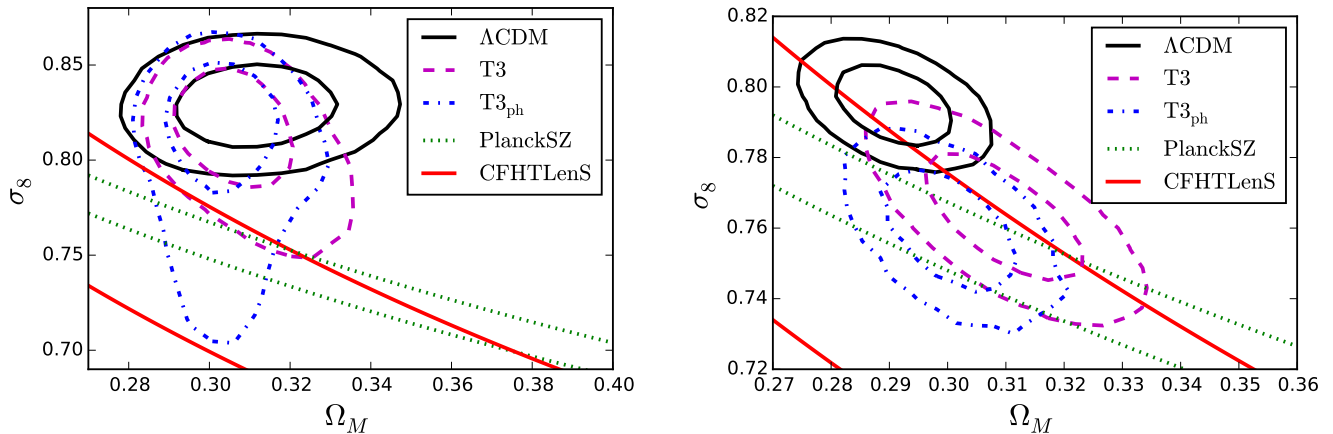 0.85
0.80
0.75
0.70
σ8
0.28 0.30 0.32 0.34 0.36 0.38 0.40
ΩM
ΛCDM
T3
T3ph
PlanckSZ
CFHTLenS
0.82
0.80
0.78
0.76
0.74
0.72
σ8
0.27 0.28 0.29 0.30 0.31 0.32 0.33 0.34 0.35 0.36
ΩM
ΛCDM
T3
T3ph
PlanckSZ
CFHTLenS